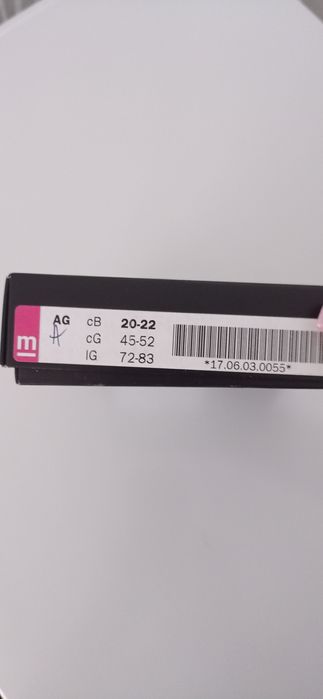 m
AG cB 20-22
A cG 45-52
lG 72-83
*17.06.03.0055*